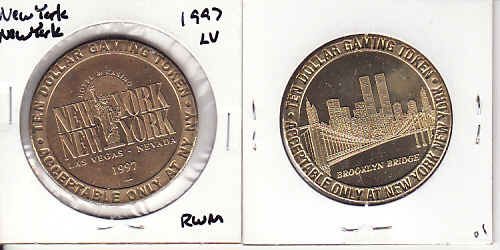 New York
New York
1997
LV
TEN DOLLAR GAMING TOKEN
HOTEL & CASINO
NEW YORK
NEW YORK
LAS VEGAS - NEVADA
1997
ACCEPTABLE ONLY AT NY NY
RWM
TEN DOLLAR GAMING TOKEN
BROOKLYN BRIDGE
ACCEPTABLE ONLY AT NEW YORK NEW YORK